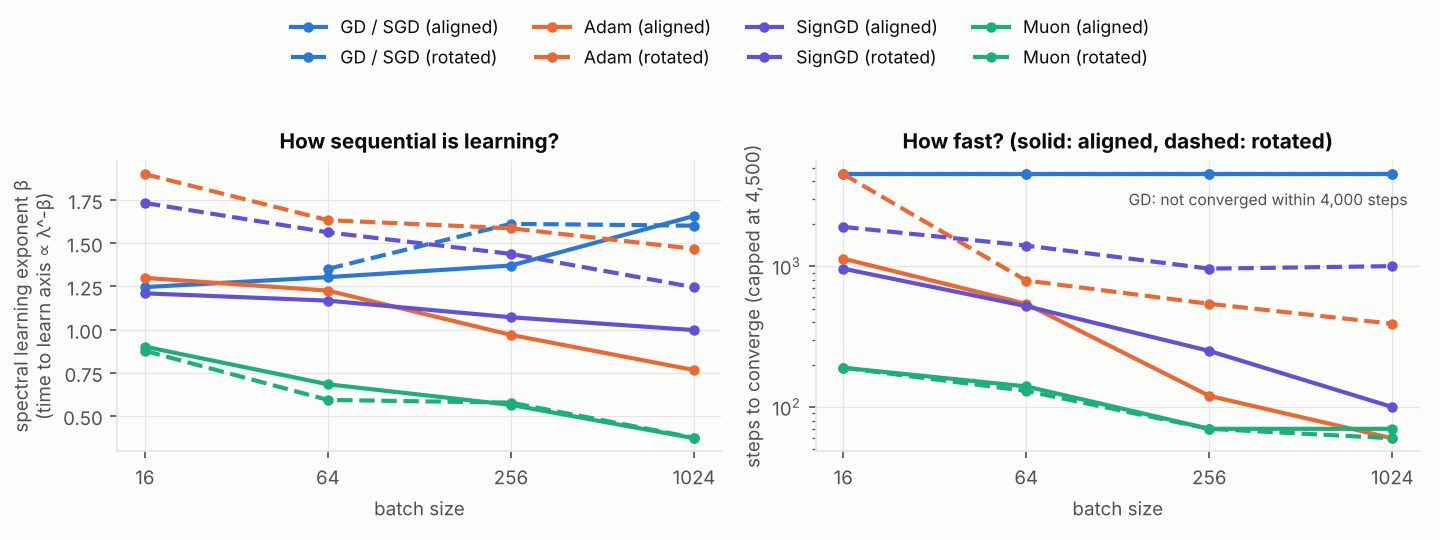 GD / SGD (aligned)
Adam (aligned)
SignGD (aligned)
Muon (aligned)
GD / SGD (rotated)
Adam (rotated)
SignGD (rotated)
Muon (rotated)
How sequential is learning?
spectral learning exponent β
(time to learn axis ∝ λ^-β)
1.75
1.50
1.25
1.00
0.75
0.50
16
64
256
1024
batch size
How fast? (solid: aligned, dashed: rotated)
steps to converge (capped at 4,500)
GD: not converged within 4,000 steps
10³
10²
16
64
256
1024
batch size